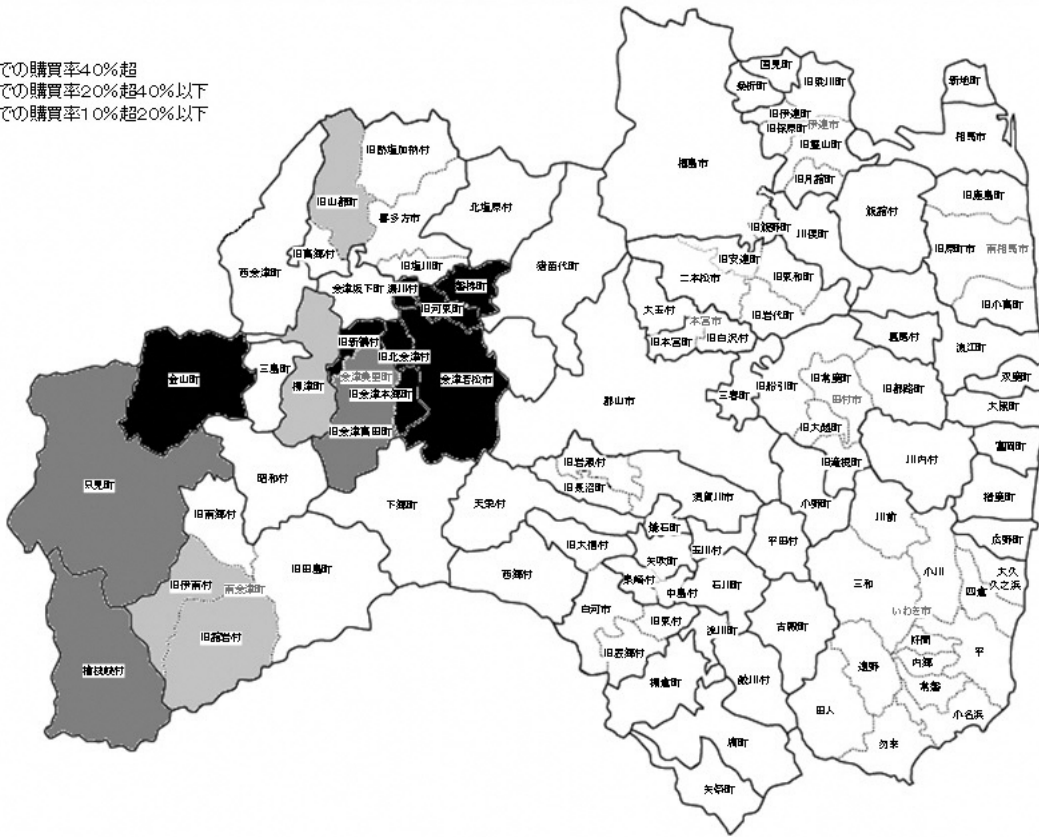 での購買率40%超
での購買率20%超40%以下
での購買率10%超20%以下
国見町
桑折町
旧梁川町
新地町
旧伊達町
伊達市
旧保原町
旧霊山町
相馬市
旧熱塩加納村
福島市
旧月舘町
旧山都町
北塩原村
飯舘村
旧鹿島町
喜多方市
旧飯野町
川俣町
旧高郷村
旧原町市
南相馬市
西会津町
旧塩川町
猪苗代町
旧安達町
二本松市
旧東和町
会津坂下町
湯川村
磐梯町
旧河東町
大玉村
旧岩代町
旧小高町
本宮市
旧本宮町
旧白沢村
葛尾村
浪江町
旧新鶴村
旧北会津村
金山町
三島町
柳津町
会津美里町
会津若松市
旧会津本郷町
旧会津高田町
郡山市
三春町
旧船引町
旧常葉町
旧都路町
田村市
旧大越町
双葉町
大熊町
富岡町
川内村
旧滝根町
旧岩瀬村
旧長沼町
只見町
昭和村
下郷町
天栄村
須賀川市
小野町
楢葉町
旧南郷村
鏡石町
川前
広野町
旧大信村
矢吹町
玉川村
平田村
旧田島町
西郷村
泉崎村
中島村
石川町
三和
小川
四倉
大久
久之浜
旧伊南村
南会津町
白河市
旧東村
浅川町
古殿町
いわき市
旧舘岩村
旧表郷村
好間
内郷
平
檜枝岐村
棚倉町
鮫川村
遠野
常磐
田人
小名浜
勿来
塙町
矢祭町